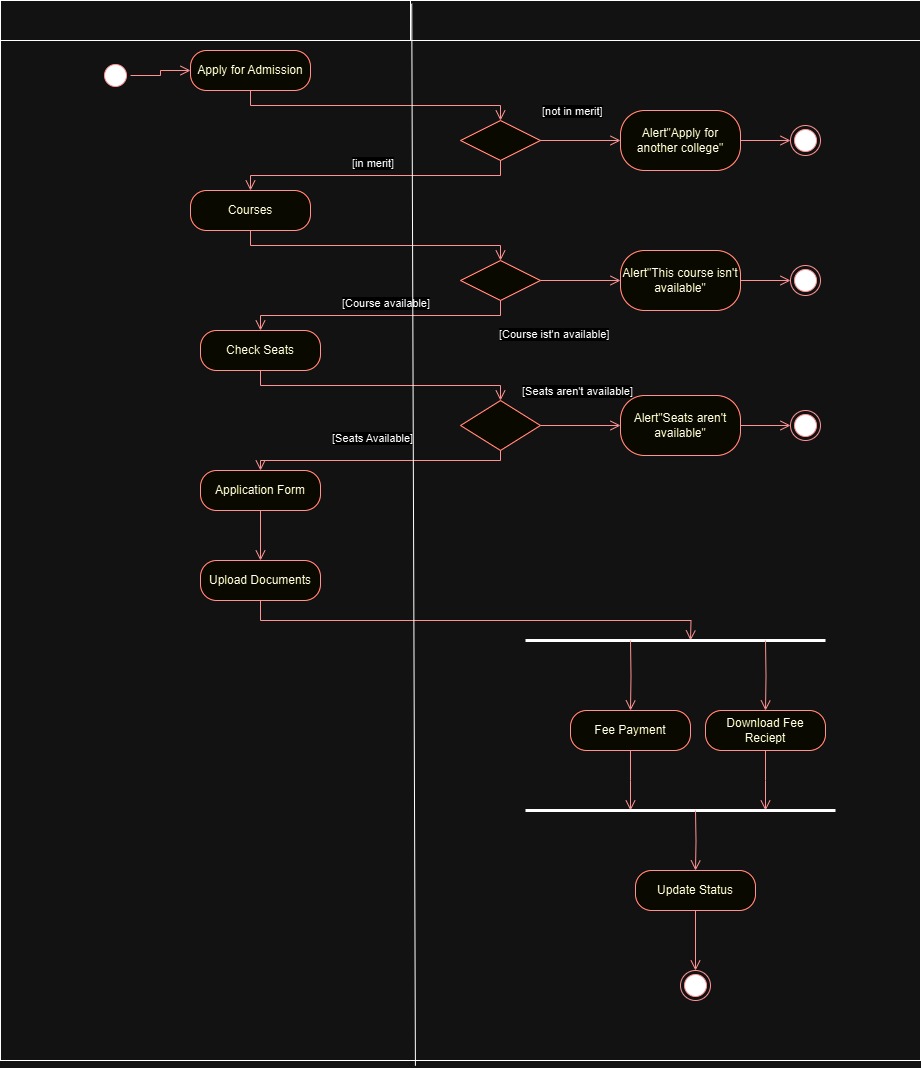 Apply for Admission
[not in merit]
Alert"Apply for
another college"
[in merit]
Courses
Alert"This course isn't
available"
[Course available]
[Course ist'n available]
Check Seats
[Seats aren't available]
Alert"Seats aren't
available"
[Seats Available]
Application Form
Upload Documents
Fee Payment
Download Fee
Reciept
Update Status